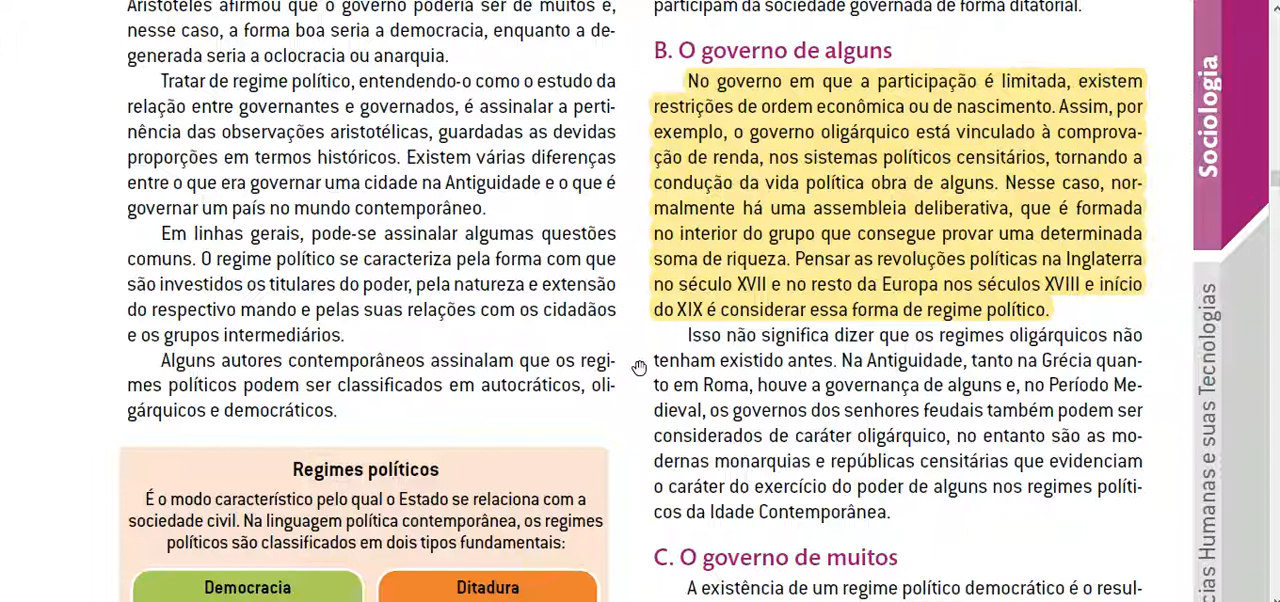 Aristóteles afirmou que o governo poderia ser de muitos e,
nesse caso, a forma boa seria a democracia, enquanto a de-
generada seria a oclocracia ou anarquia.
Tratar de regime político, entendendo-o como o estudo da
relação entre governantes e governados, é assinalar a perti-
nência das observações aristotélicas, guardadas as devidas
proporções em termos históricos. Existem várias diferenças
entre o que era governar uma cidade na Antiguidade e o que é
governar um país no mundo contemporâneo.
Em linhas gerais, pode-se assinalar algumas questões
comuns. O regime político se caracteriza pela forma com que
são investidos os titulares do poder, pela natureza e extensão
do respectivo mando e pelas suas relações com os cidadãos
e os grupos intermediários.
Alguns autores contemporâneos assinalam que os regi-
mes políticos podem ser classificados em autocráticos, oli-
gárquicos e democráticos.
Regimes políticos
É o modo característico pelo qual o Estado se relaciona com a
sociedade civil. Na linguagem política contemporânea, os regimes
políticos são classificados em dois tipos fundamentais:
Democracia
Ditadura
participam da sociedade governada de forma ditatorial.
B. O governo de alguns
No governo em que a participação é limitada, existem
restrições de ordem econômica ou de nascimento. Assim, por
exemplo, o governo oligárquico está vinculado à comprova-
ção de renda, nos sistemas políticos censitários, tornando a
condução da vida política obra de alguns. Nesse caso, nor-
malmente há uma assembleia deliberativa, que é formada
no interior do grupo que consegue provar uma determinada
soma de riqueza. Pensar as revoluções políticas na Inglaterra
no século XVII e no resto da Europa nos séculos XVIII e início
do XIX é considerar essa forma de regime político.
Isso não significa dizer que os regimes oligárquicos não
tenham existido antes. Na Antiguidade, tanto na Grécia quan-
to em Roma, houve a governança de alguns e, no Período Me-
dieval, os governos dos senhores feudais também podem ser
considerados de caráter oligárquico, no entanto são as mo-
dernas monarquias e repúblicas censitárias que evidenciam
o caráter do exercício do poder de alguns nos regimes políti-
cos da Idade Contemporânea.
C. O governo de muitos
A existência de um regime político democrático é o resul-
Sociologia
cias Humanas e suas Tecnologias